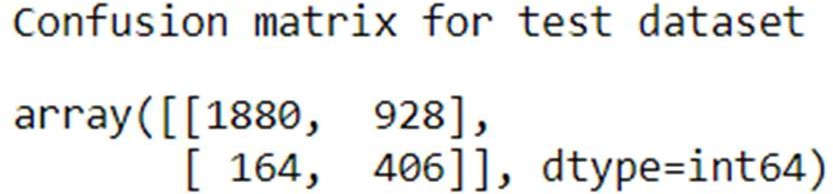 Confusion matrix for test dataset
array([[1880,  928],
       [ 164,  406]], dtype=int64)